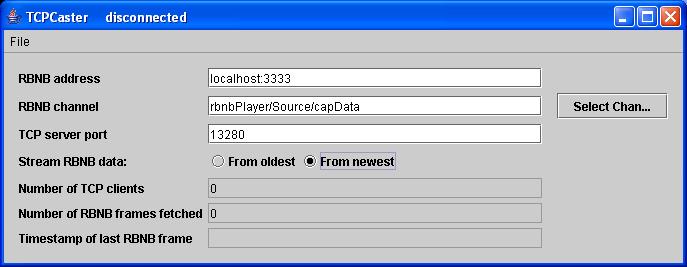 TCPCaster disconnected
File
RBNB address localhost:3333
RBNB channel rbnbPlayer/Source/capData Select Chan...
TCP server port 13280
Stream RBNB data: From oldest From newest
Number of TCP clients 0
Number of RBNB frames fetched 0
Timestamp of last RBNB frame